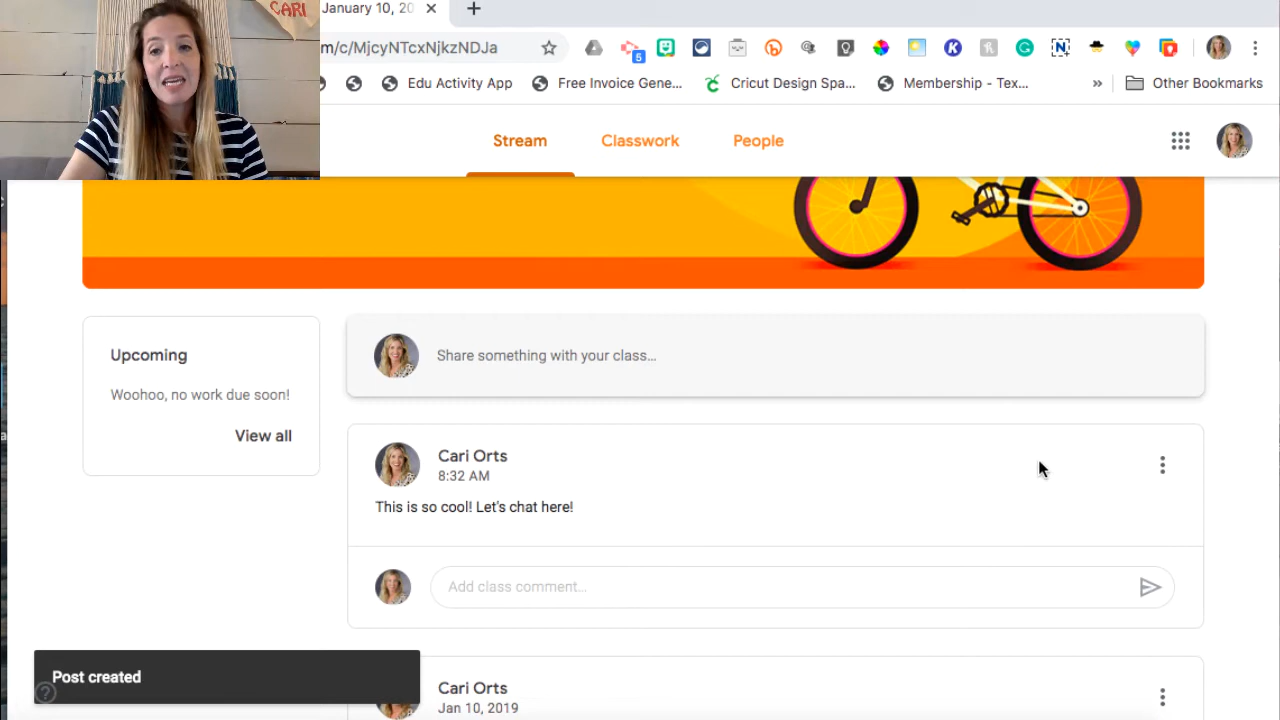 CARI
January 10, 20
m/c/MjcyNTcxNjkzNDJa
5
Edu Activity App
Free Invoice Gene...
Cricut Design Spa...
Membership - Tex...
»
Other Bookmarks
Stream
Classwork
People
Upcoming
Woohoo, no work due soon!
View all
Share something with your class...
Cari Orts
8:32 AM
This is so cool! Let's chat here!
Add class comment...
Post created
Cari Orts
Jan 10, 2019